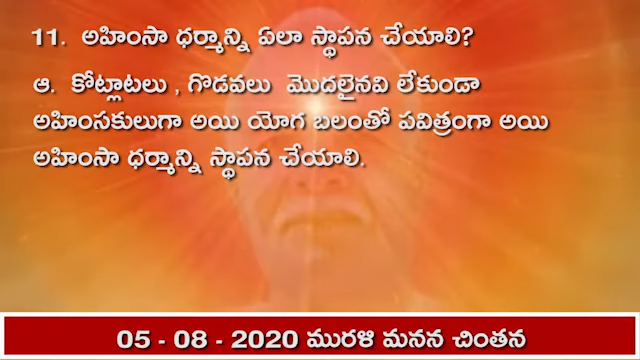 11. అహింసా ధర్మాన్ని ఏలా స్థాపన చేయాలి?
ఆ. కోట్లాటలు , గొడవలు మొదలైనవి లేకుండా
అహింసకులుగా అయి యోగ బలంతో పవిత్రంగా అయి
అహింసా ధర్మాన్ని స్థాపన చేయాలి.
05 - 08 - 2020 మురళి మనన చింతన